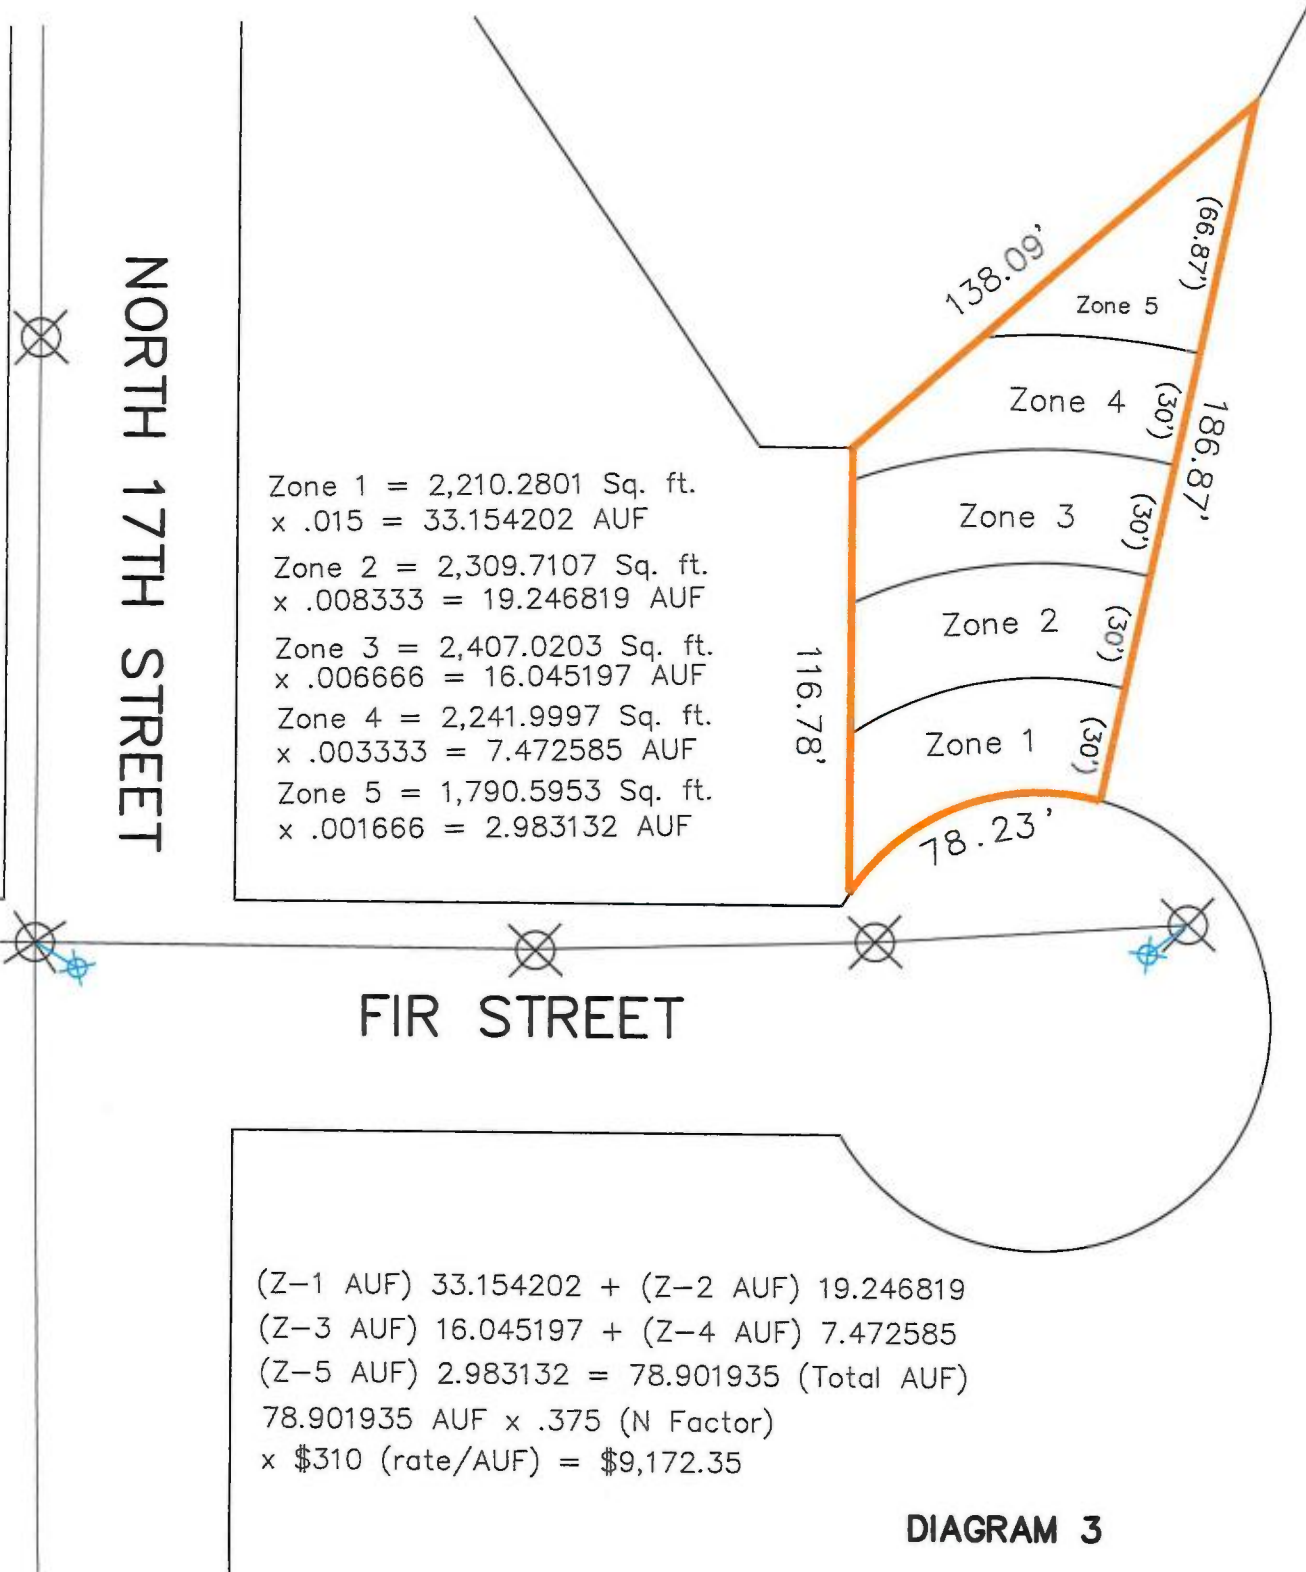 NORTH 17TH STREET
138.09'
(66.87')
Zone 5
Zone 4
(30')
186.87'
Zone 3
(30')
Zone 2
(30')
116.78'
Zone 1
(30')
78.23'
Zone 1 = 2,210.2801 Sq. ft.
x .015 = 33.154202 AUF
Zone 2 = 2,309.7107 Sq. ft.
x .008333 = 19.246819 AUF
Zone 3 = 2,407.0203 Sq. ft.
x .006666 = 16.045197 AUF
Zone 4 = 2,241.9997 Sq. ft.
x .003333 = 7.472585 AUF
Zone 5 = 1,790.5953 Sq. ft.
x .001666 = 2.983132 AUF
FIR STREET
(Z-1 AUF) 33.154202 + (Z-2 AUF) 19.246819
(Z-3 AUF) 16.045197 + (Z-4 AUF) 7.472585
(Z-5 AUF) 2.983132 = 78.901935 (Total AUF)
78.901935 AUF x .375 (N Factor)
x $310 (rate/AUF) = $9,172.35
DIAGRAM 3